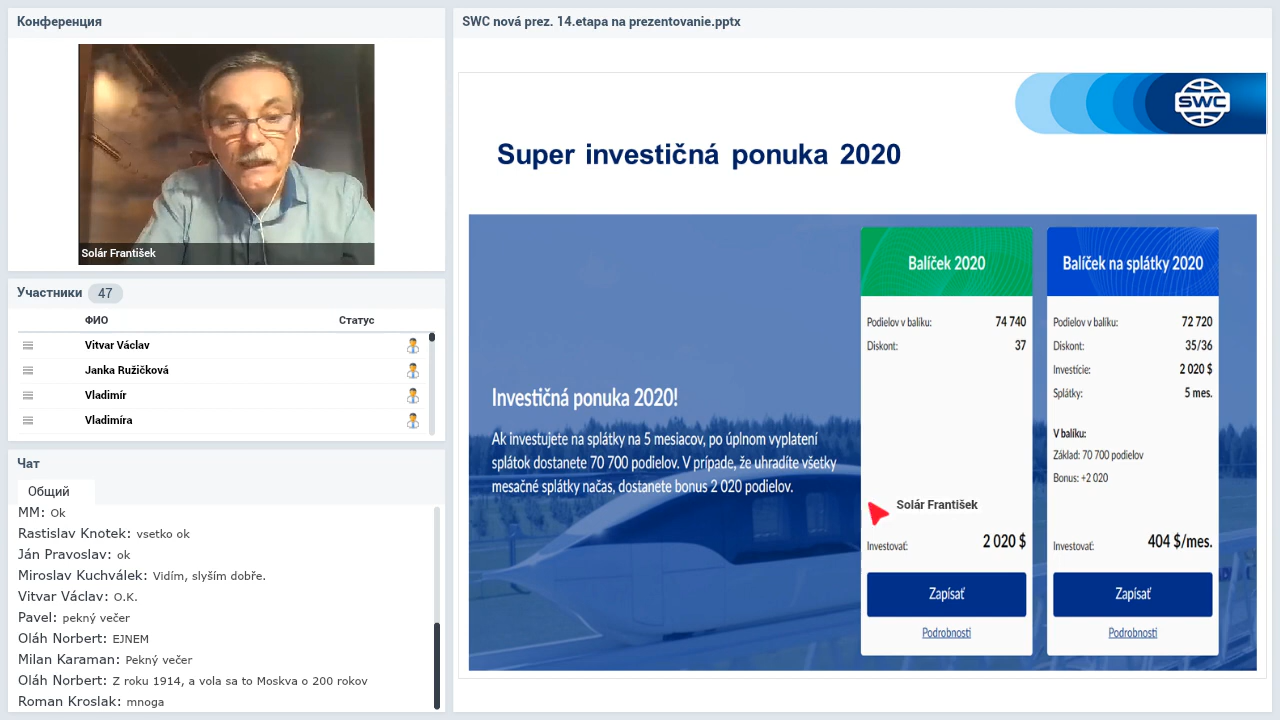 Конференция
Solár František
Участники 47
ФИО Статус
Vitvar Václav
Janka Ružičková
Vladimír
Vladimíra
Чат
Общий
MM: Ok
Rastislav Knotek: vsetko ok
Ján Pravoslav: ok
Miroslav Kuchválek: Vidím, slyším dobře.
Vitvar Václav: O.K.
Pavel: pekný večer
Oláh Norbert: EJNEM
Milan Karaman: Pekný večer
Oláh Norbert: Z roku 1914, a vola sa to Moskva o 200 rokov
Roman Kroslak: mnoga
SWC nová prez. 14.etapa na prezentovanie.pptx
SWC
Super investičná ponuka 2020
Investičná ponuka 2020!
Ak investujete na splátky na 5 mesiacov, po úplnom vyplatení
splátok dostanete 70 700 podielov. V prípade, že uhradíte všetky
mesačné splátky načas, dostanete bonus 2 020 podielov.
Balíček 2020
Podielov v balíku: 74 740
Diskont: 37
Solár František
Investovať: 2 020 $
Zapísať
Podrobnosti
Balíček na splátky 2020
Podielov v balíku: 72 720
Diskont: 35/36
Investície: 2 020 $
Splátky: 5 mes.
V balíku:
Základ: 70 700 podielov
Bonus: +2 020
Investovať: 404 $/mes.
Zapísať
Podrobnosti